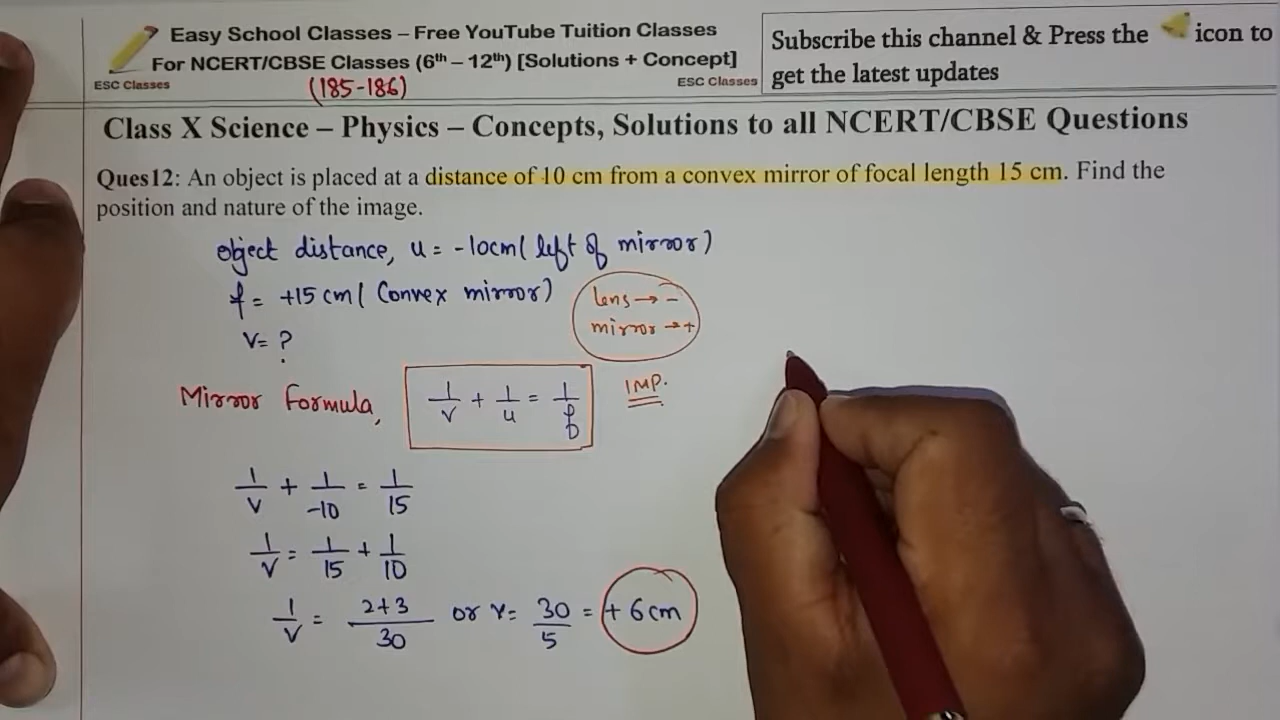 Easy School Classes – Free YouTube Tuition Classes
For NCERT/CBSE Classes (6th – 12th) [Solutions + Concept]
ESC Classes
(185-186)
ESC Classes
Subscribe this channel & Press the icon to
get the latest updates
Class X Science – Physics – Concepts, Solutions to all NCERT/CBSE Questions
Ques12: An object is placed at a distance of 10 cm from a convex mirror of focal length 15 cm. Find the
position and nature of the image.
object distance, u = -10cm ( left of mirror )
f = +15 cm ( Convex mirror )
lens → -
mirror → +
v = ?
Mirror formula, 1/v + 1/u = 1/f
IMP.
1/v + 1/-10 = 1/15
1/v = 1/15 + 1/10
1/v = 2+3/30 or v = 30/5 = + 6 cm